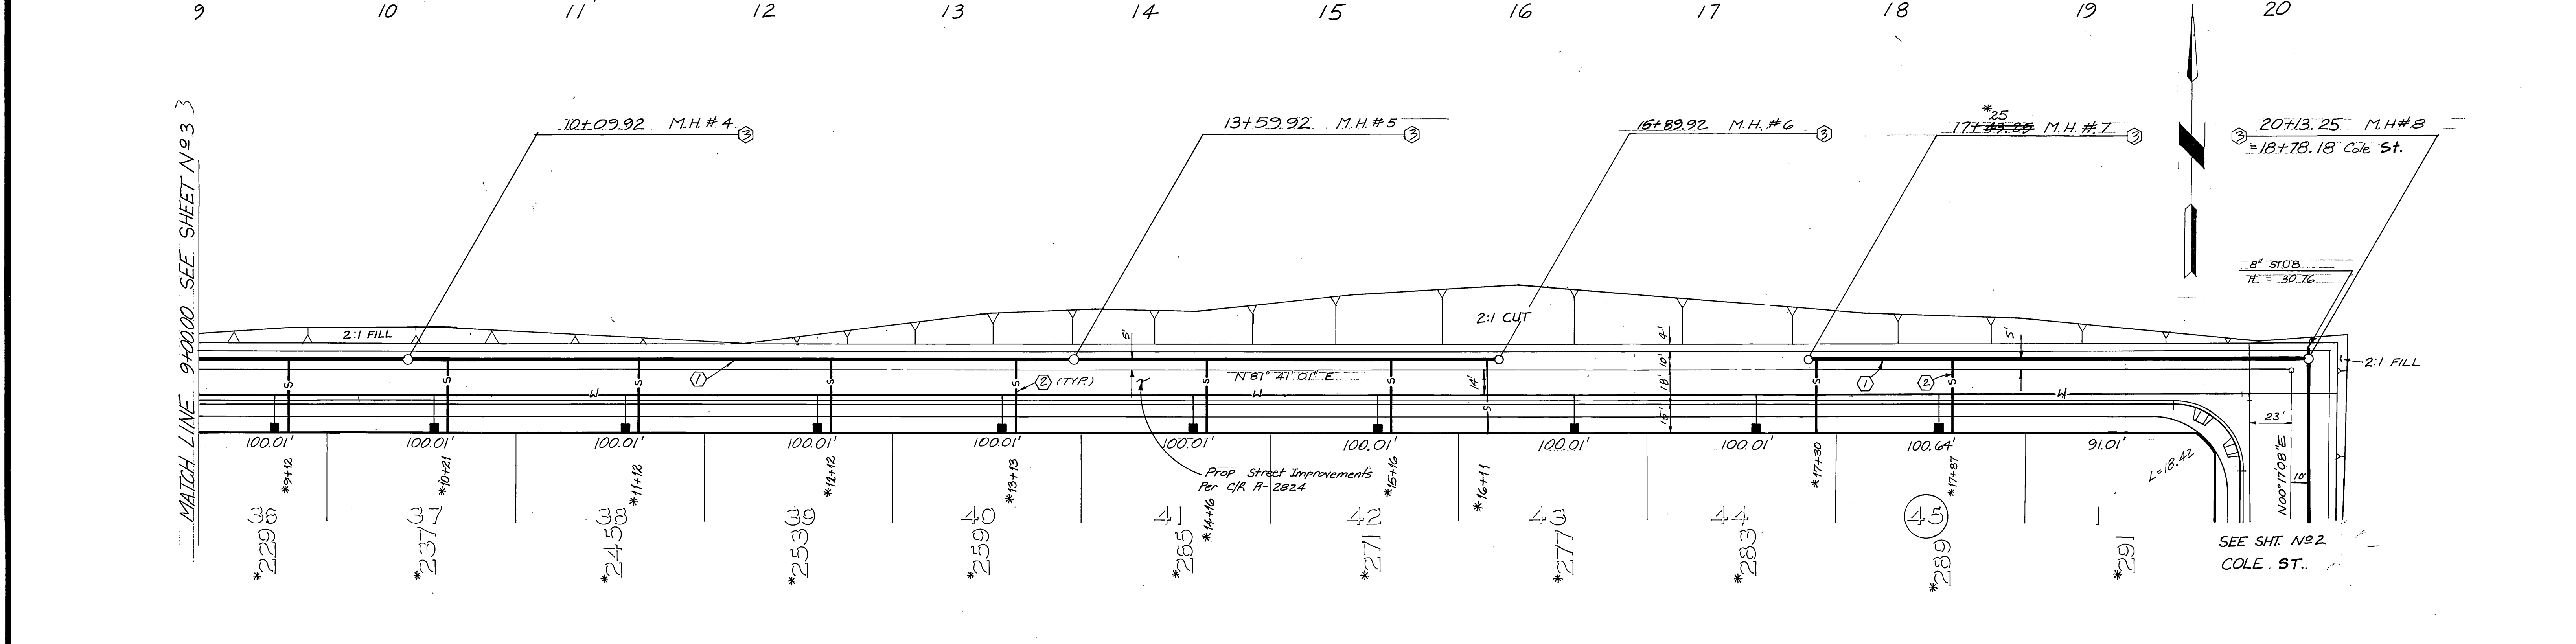 9 10 11 12 13 14 15 16 17 18 19 20
MATCH LINE 9+00.00 SEE SHEET Nº 3
10+09.92 M.H. # 4 3
13+59.92 M.H. # 5 3
15+89.92 M.H. # 6 3
*25
17+43.25 M.H. # 7 3
N
3 20+13.25 M.H # 8
=18+78.18 Cole St.
8" STUB
30.76
2:1 FILL
2:1 CUT
5'
4'
10'
18'
15'
5'
2:1 FILL
1
2 (TYP.)
N 81° 41' 01" E
14'
1
2
S S S S S S S S S S
W W W
23'
10'
N00°17'08"E
L=18.42
100.01' 100.01' 100.01' 100.01' 100.01' 100.01' 100.01' 100.01' 100.01' 100.64' 91.01'
Prop Street Improvements
Per C/R A-2824
*9+12 *10+21 *11+12 *12+12 *13+13 *14+16 *15+16 *16+11 *17+30 *17+87
36 37 38 39 40 41 42 43 44 45 1
*2296 *237 *2458 *2539 *2590 *265 *271 *277 *283 *289 *291
SEE SHT. Nº 2
COLE ST.